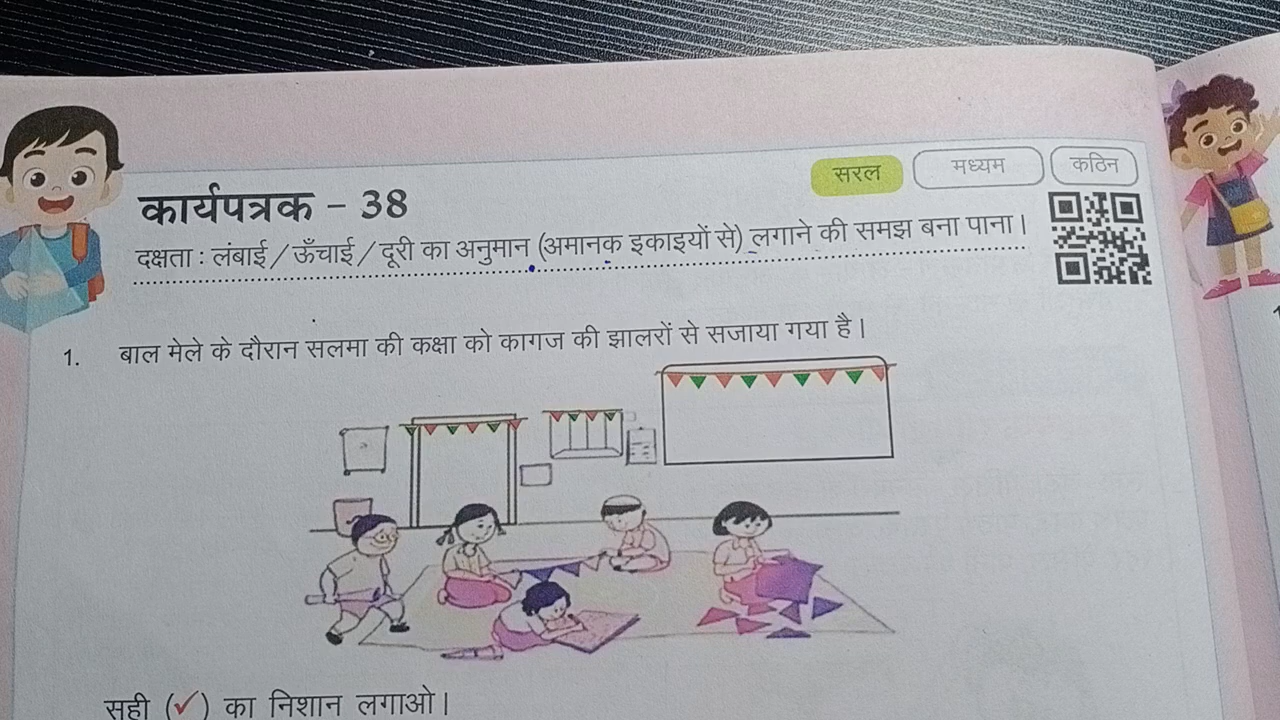 सरल मध्यम कठिन
कार्यपत्रक – 38
दक्षता : लंबाई / ऊँचाई / दूरी का अनुमान (अमानक इकाइयों से) लगाने की समझ बना पाना।
1. बाल मेले के दौरान सलमा की कक्षा को कागज की झालरों से सजाया गया है।
सही (✓) का निशान लगाओ।